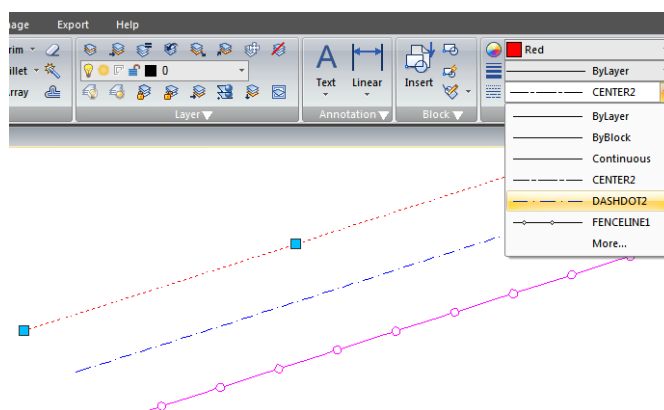 nage Export Help
rim
illet
rray
0
Layer
Text Linear
Annotation
Insert
Block
Red
ByLayer
CENTER2
ByLayer
ByBlock
Continuous
CENTER2
DASHDOT2
FENCELINE1
More...